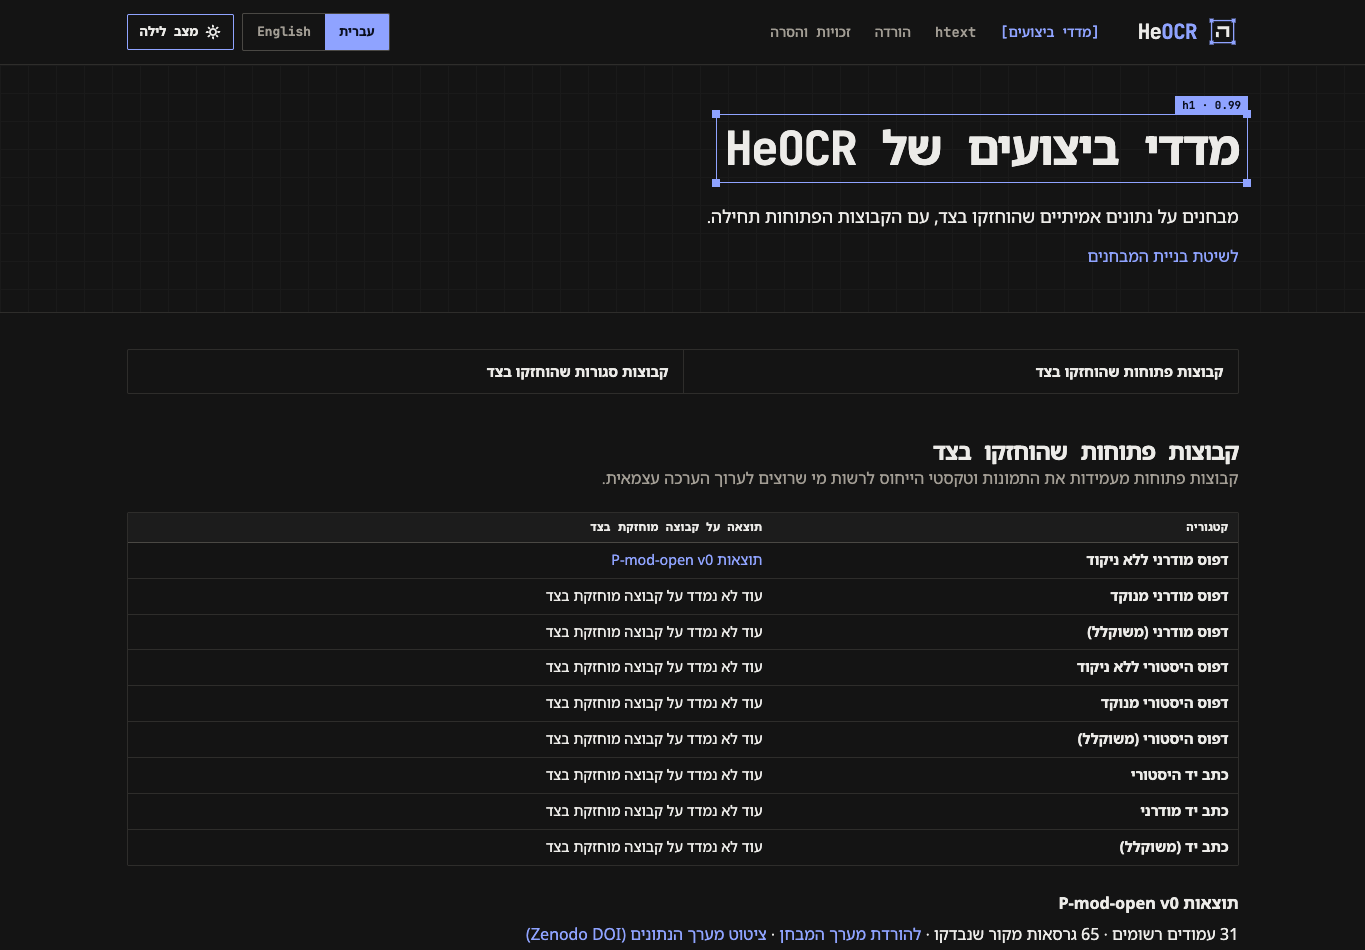 ה HeOCR [מדדי ביצועים] htext הורדה זכויות והסרה עברית English מצב לילה
h1 · 0.99
מדדי ביצועים של HeOCR
מבחנים על נתונים אמיתיים שהוחזקו בצד, עם הקבוצות הפתוחות תחילה.
לשיטת בניית המבחנים
קבוצות פתוחות שהוחזקו בצד קבוצות סגורות שהוחזקו בצד
קבוצות פתוחות שהוחזקו בצד
קבוצות פתוחות מעמידות את התמונות וטקסטי הייחוס לרשות מי שרוצים לערוך הערכה עצמאית.
קטגוריה תוצאה על קבוצה מוחזקת בצד
דפוס מודרני ללא ניקוד תוצאות P-mod-open v0
דפוס מודרני מנוקד עוד לא נמדד על קבוצה מוחזקת בצד
דפוס מודרני (משוקלל) עוד לא נמדד על קבוצה מוחזקת בצד
דפוס היסטורי ללא ניקוד עוד לא נמדד על קבוצה מוחזקת בצד
דפוס היסטורי מנוקד עוד לא נמדד על קבוצה מוחזקת בצד
דפוס היסטורי (משוקלל) עוד לא נמדד על קבוצה מוחזקת בצד
כתב יד היסטורי עוד לא נמדד על קבוצה מוחזקת בצד
כתב יד מודרני עוד לא נמדד על קבוצה מוחזקת בצד
כתב יד (משוקלל) עוד לא נמדד על קבוצה מוחזקת בצד
תוצאות P-mod-open v0
31 עמודים רשומים · 65 גרסאות מקור שנבדקו · להורדת מערך המבחן · ציטוט מערך הנתונים (Zenodo DOI)